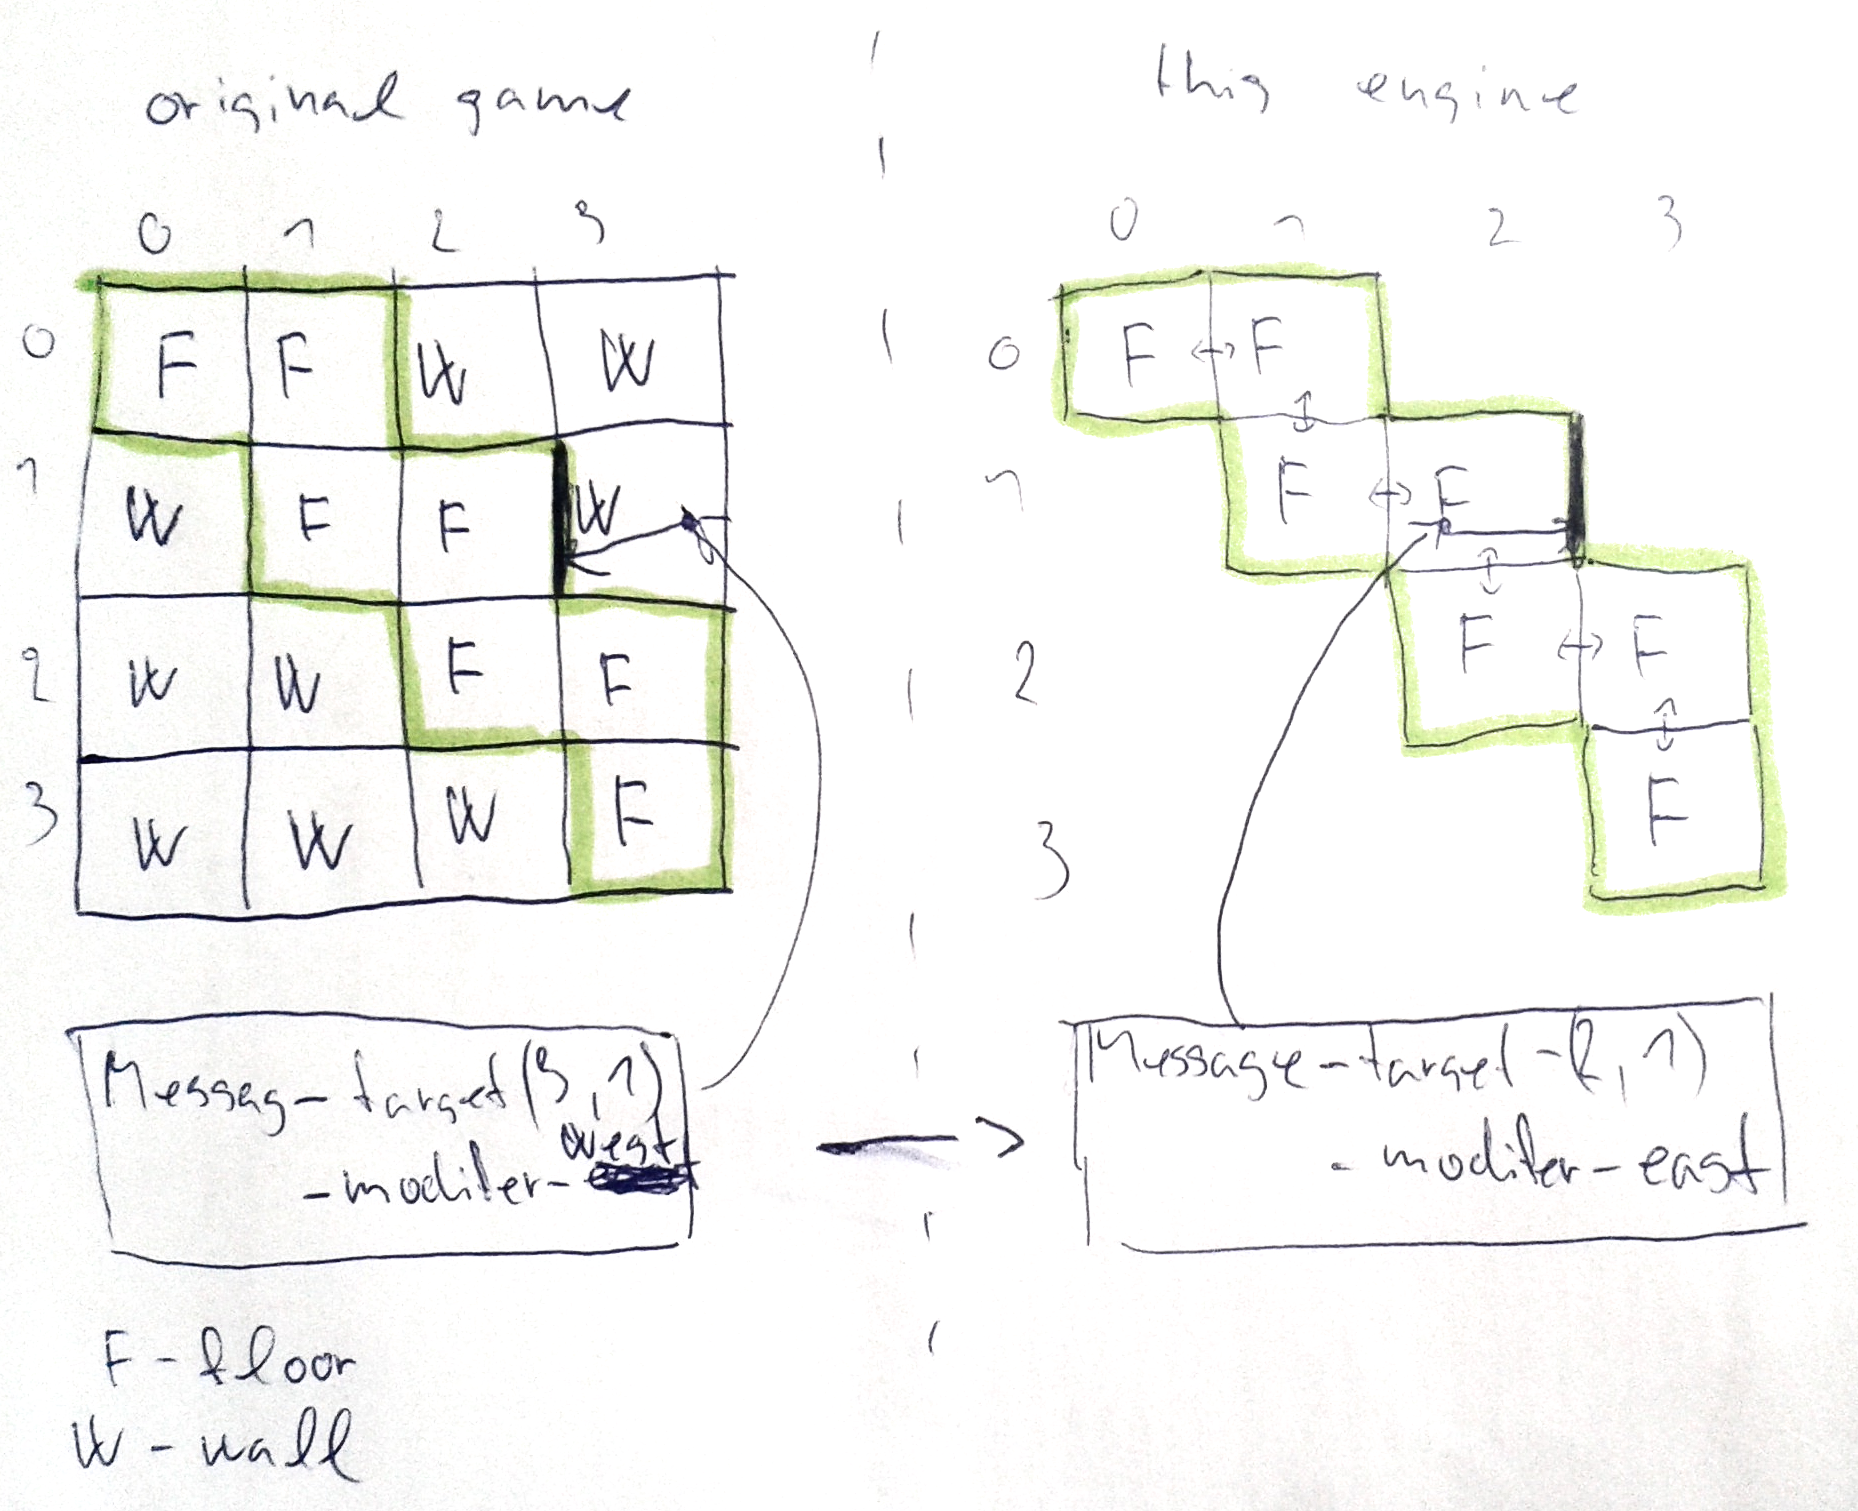 original game
0 1 2 3
0 F F W W
1 W F F W
2 W W F F
3 W W W F
Messag - target (3,1)
west
- modifer -
F - floor
W - wall
this engine
0 1 2 3
0 F F
1 F F
2 F F
3 F
Message - target - (2,1)
- modifer - east